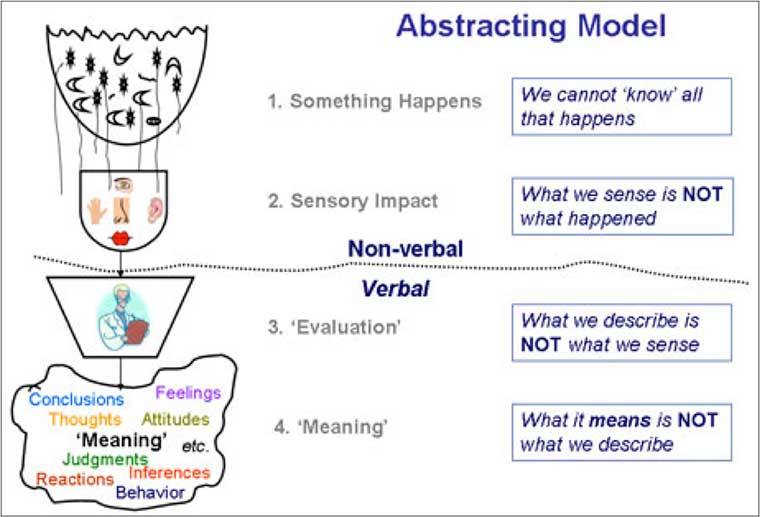 Abstracting Model
1. Something Happens
We cannot ‘know’ all
that happens
2. Sensory Impact
What we sense is NOT
what happened
Non-verbal
Verbal
3. ‘Evaluation’
What we describe is
NOT what we sense
Conclusions
Feelings
Thoughts
Attitudes
‘Meaning’
etc.
Judgments
Inferences
Reactions
Behavior
4. ‘Meaning’
What it means is NOT
what we describe